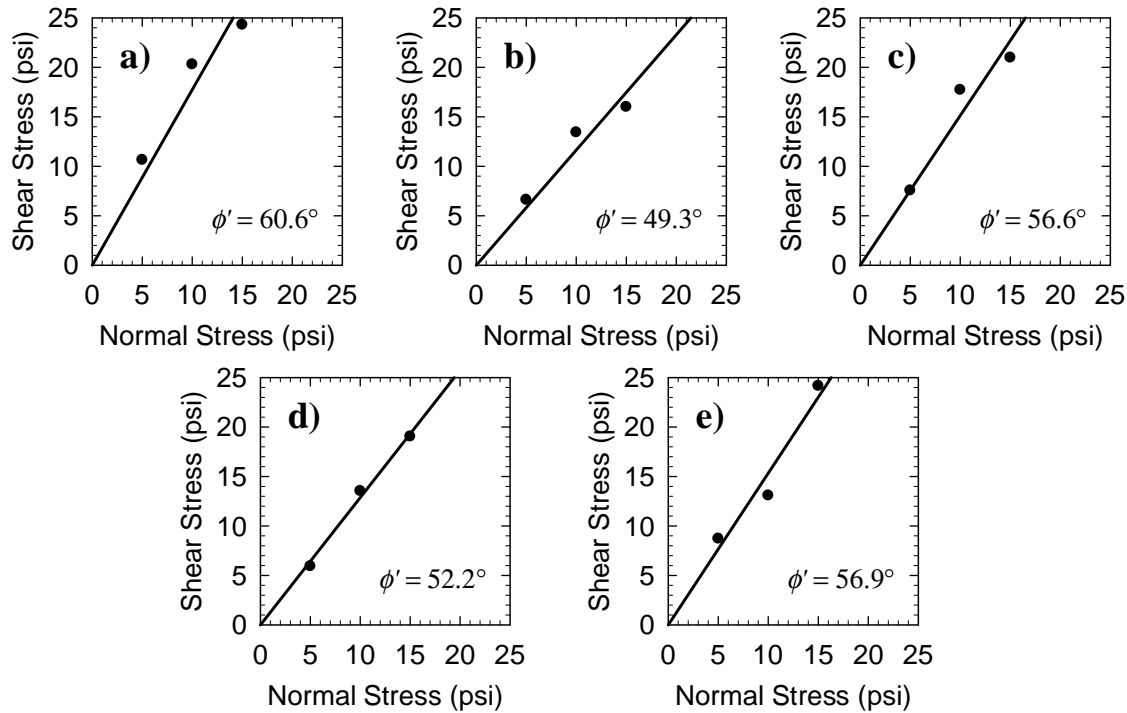 a)
Shear Stress (psi)
25
20
15
10
5
0
ϕ′ = 60.6°
0 5 10 15 20 25
Normal Stress (psi)
b)
Shear Stress (psi)
25
20
15
10
5
0
ϕ′ = 49.3°
0 5 10 15 20 25
Normal Stress (psi)
c)
Shear Stress (psi)
25
20
15
10
5
0
ϕ′ = 56.6°
0 5 10 15 20 25
Normal Stress (psi)
d)
Shear Stress (psi)
25
20
15
10
5
0
ϕ′ = 52.2°
0 5 10 15 20 25
Normal Stress (psi)
e)
Shear Stress (psi)
25
20
15
10
5
0
ϕ′ = 56.9°
0 5 10 15 20 25
Normal Stress (psi)